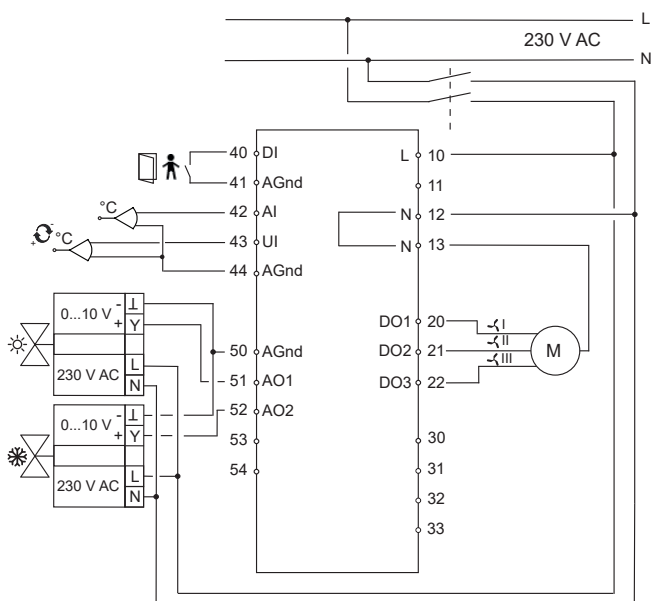 L
230 V AC
N
40 DI
L 10
41 AGnd
11
°C
42 AI
N 12
- + °C
43 UI
N 13
44 AGnd
0...10 V - ⊥
+ Y
DO1 20 I
230 V AC L
N
50 AGnd
DO2 21 II
M
51 AO1
DO3 22 III
0...10 V - ⊥
+ Y
52 AO2
53
30
230 V AC L
N
54
31
32
33